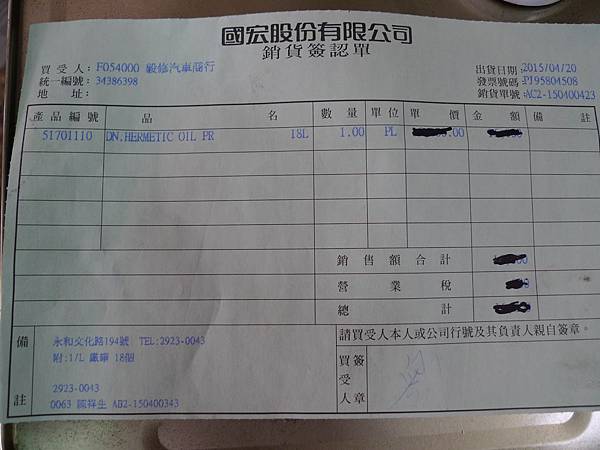 國宏股份有限公司
銷貨簽認單
買受人: F054000 毅修汽車商行
統一編號: 34386398
地址:
出貨日期:2015/04/20
發票號碼:PJ95804508
銷貨單號:AC2-150400423
產品編號 品名 數量 單位 單價 金額 備註
51701110 DN.HERMETIC OIL PR 18L 1.00 PL .00
銷售額合計
營業稅
總計
備註
永和文化路194號 TEL:2923-0043
附:1/L 鐵罐 18個
2923-0043
0063 陳祥生 AB2-150400343
請買受人本人或公司行號及其負責人親自簽章。
買受人簽章